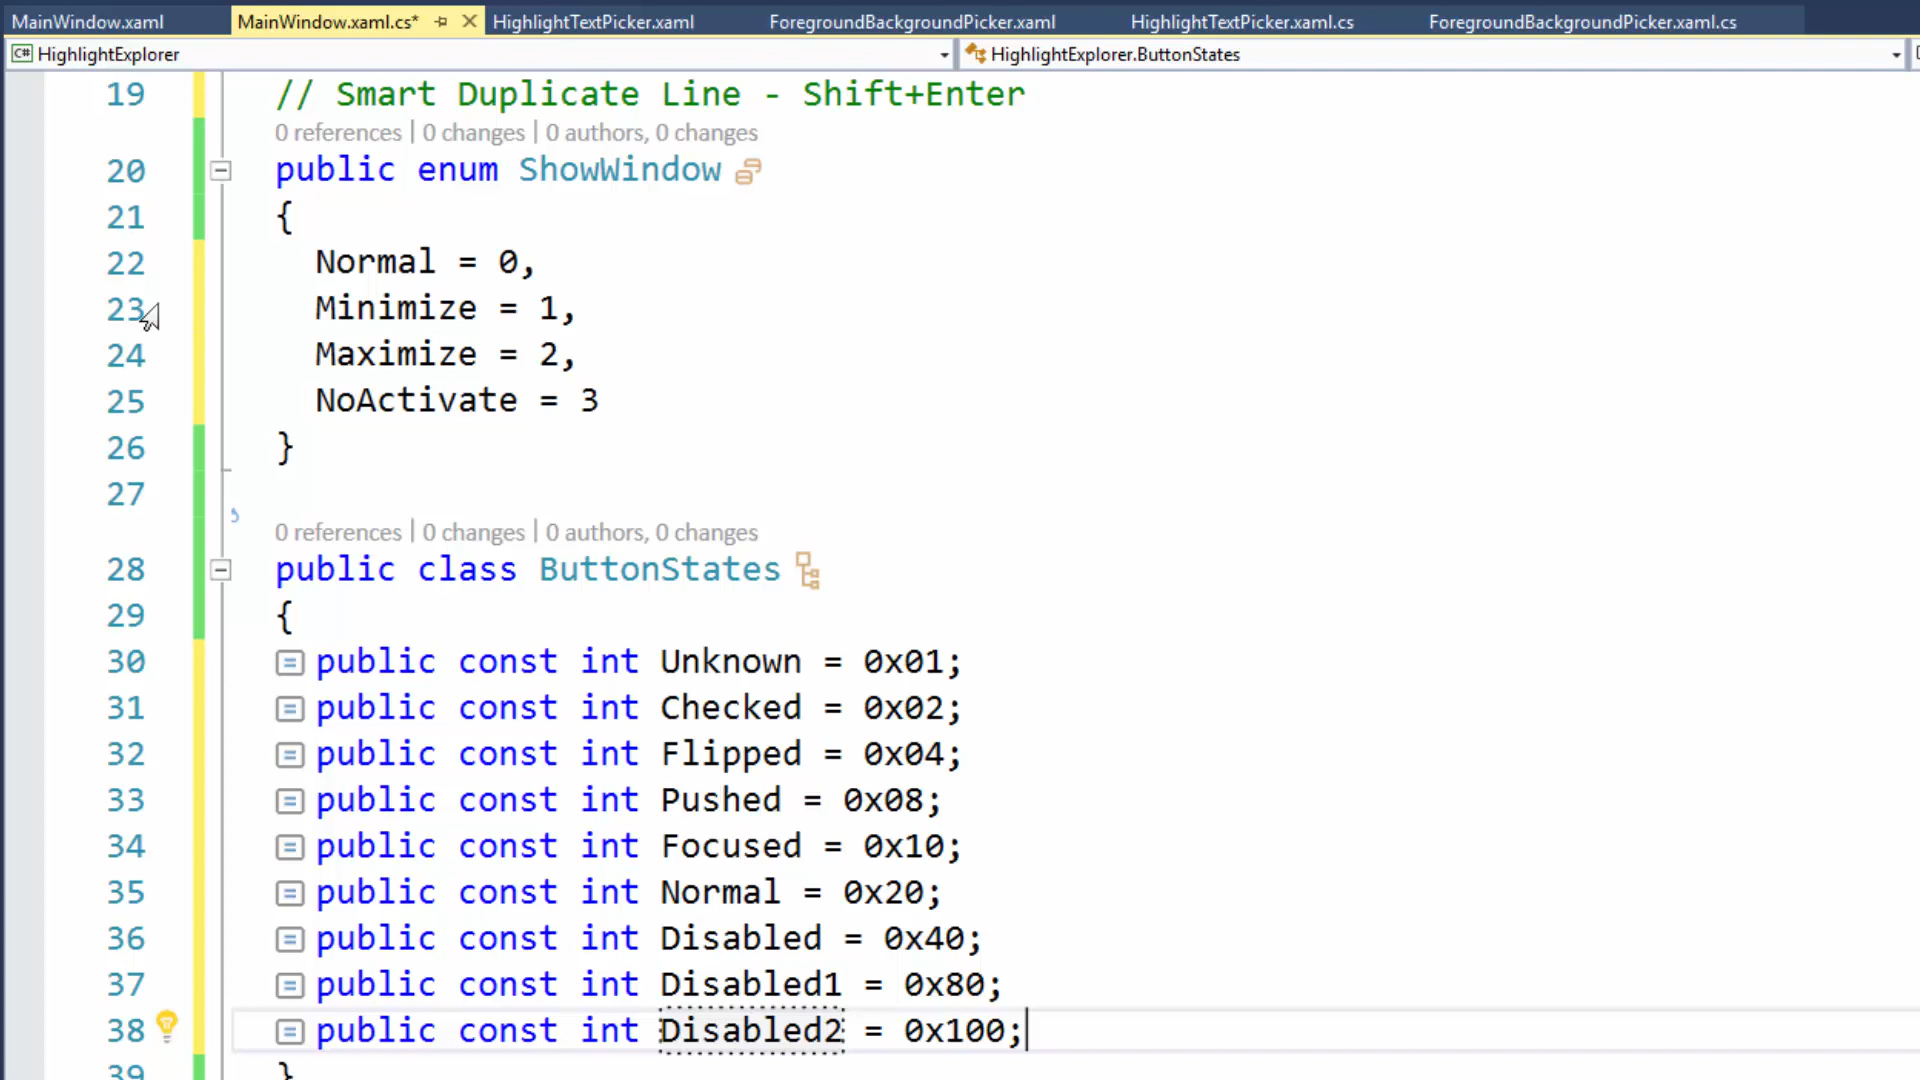 MainWindow.xaml MainWindow.xaml.cs* HighlightTextPicker.xaml ForegroundBackgroundPicker.xaml HighlightTextPicker.xaml.cs ForegroundBackgroundPicker.xaml.cs
C# HighlightExplorer HighlightExplorer.ButtonStates
19 // Smart Duplicate Line - Shift+Enter
0 references | 0 changes | 0 authors, 0 changes
20 public enum ShowWindow
21 {
22 Normal = 0,
23 Minimize = 1,
24 Maximize = 2,
25 NoActivate = 3
26 }
27
0 references | 0 changes | 0 authors, 0 changes
28 public class ButtonStates
29 {
30 public const int Unknown = 0x01;
31 public const int Checked = 0x02;
32 public const int Flipped = 0x04;
33 public const int Pushed = 0x08;
34 public const int Focused = 0x10;
35 public const int Normal = 0x20;
36 public const int Disabled = 0x40;
37 public const int Disabled1 = 0x80;
38 public const int Disabled2 = 0x100;
39 }